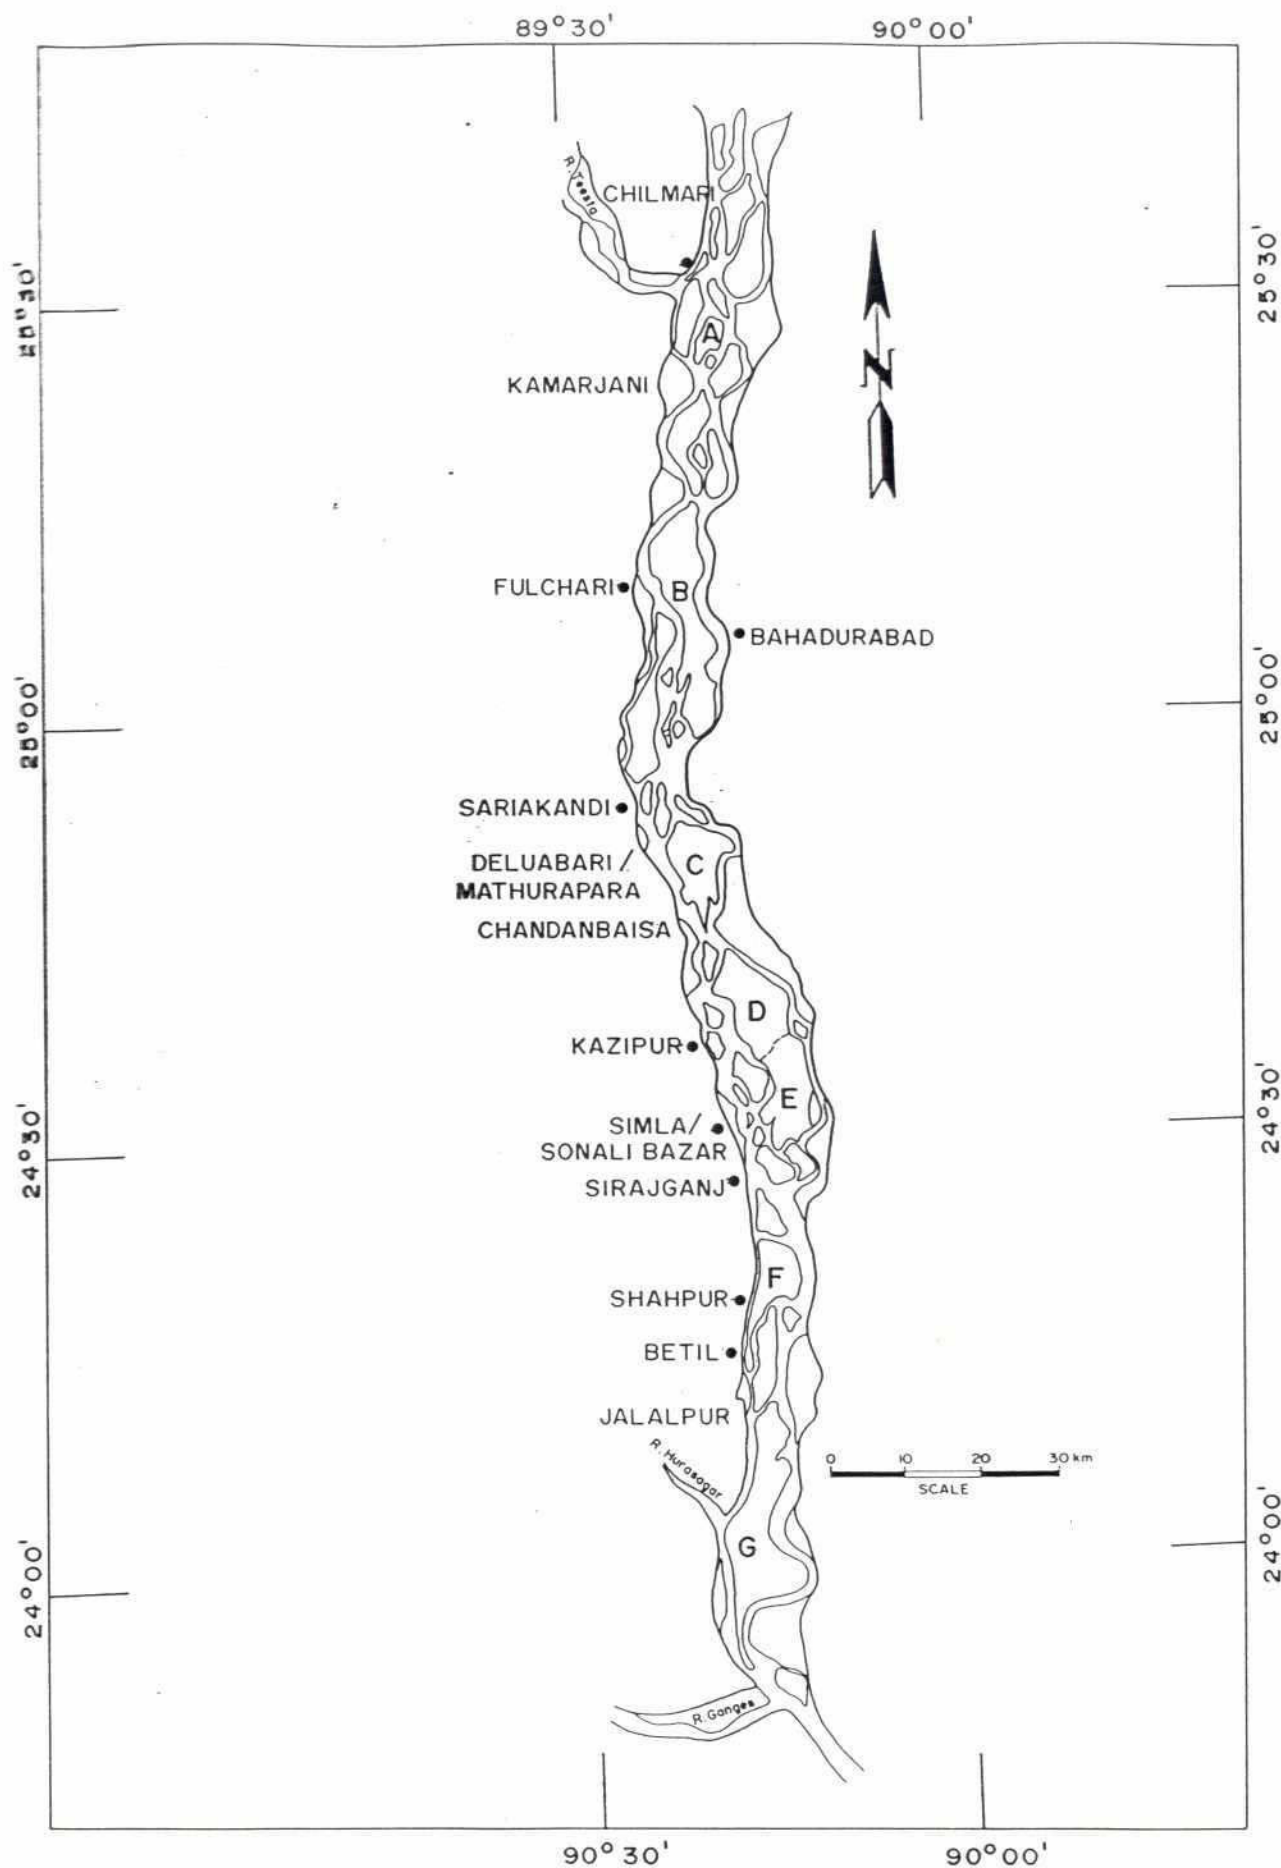 89°30'
90°00'
R. Teesta
CHILMARI
25°30'
25°30'
A
KAMARJANI
N
FULCHARI
B
BAHADURABAD
25°00'
25°00'
SARIAKANDI
DELUABARI /
MATHURAPARA
C
CHANDANBAISA
D
KAZIPUR
E
24°30'
24°30'
SIMLA/
SONALI BAZAR
SIRAJGANJ
F
SHAHPUR
BETIL
JALALPUR
R. Hurasagar
0 10 20 30 km
SCALE
G
24°00'
24°00'
R. Ganges
90°30'
90°00'